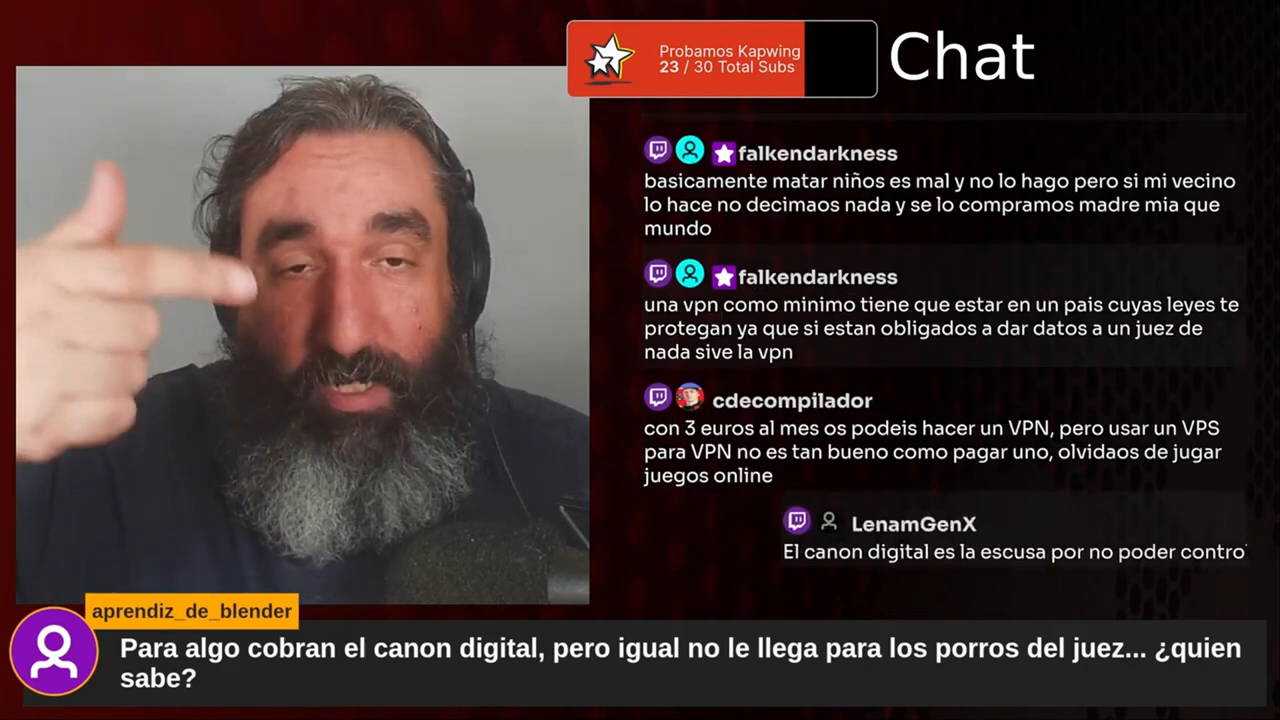 Probamos Kapwing
23 / 30 Total Subs
Chat
falkendarkness
basicamente matar niños es mal y no lo hago pero si mi vecino
lo hace no decimaos nada y se lo compramos madre mia que
mundo
falkendarkness
una vpn como minimo tiene que estar en un pais cuyas leyes te
protegan ya que si estan obligados a dar datos a un juez de
nada sive la vpn
cdecompilador
con 3 euros al mes os podeis hacer un VPN, pero usar un VPS
para VPN no es tan bueno como pagar uno, olvidaos de jugar
juegos online
LenamGenX
El canon digital es la escusa por no poder contro
aprendiz_de_blender
Para algo cobran el canon digital, pero igual no le llega para los porros del juez... ¿quien
sabe?